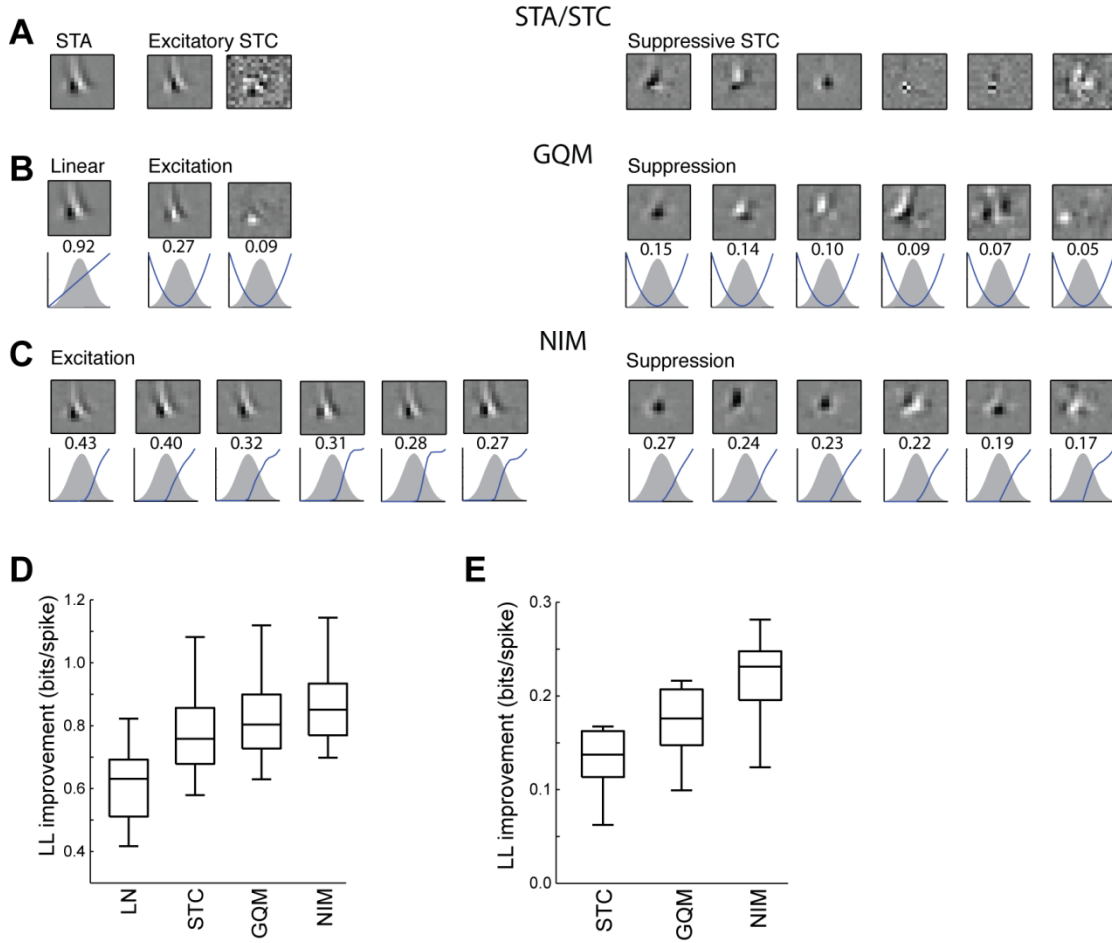 STA/STC
A
STA Excitatory STC Suppressive STC
GQM
B
Linear Excitation Suppression
0.92 0.27 0.09 0.15 0.14 0.10 0.09 0.07 0.05
NIM
C
Excitation Suppression
0.43 0.40 0.32 0.31 0.28 0.27 0.27 0.24 0.23 0.22 0.19 0.17
D
LL improvement (bits/spike)
1.2
1.0
0.8
0.6
0.4
LN STC GQM NIM
E
LL improvement (bits/spike)
0.3
0.2
0.1
0.0
STC GQM NIM